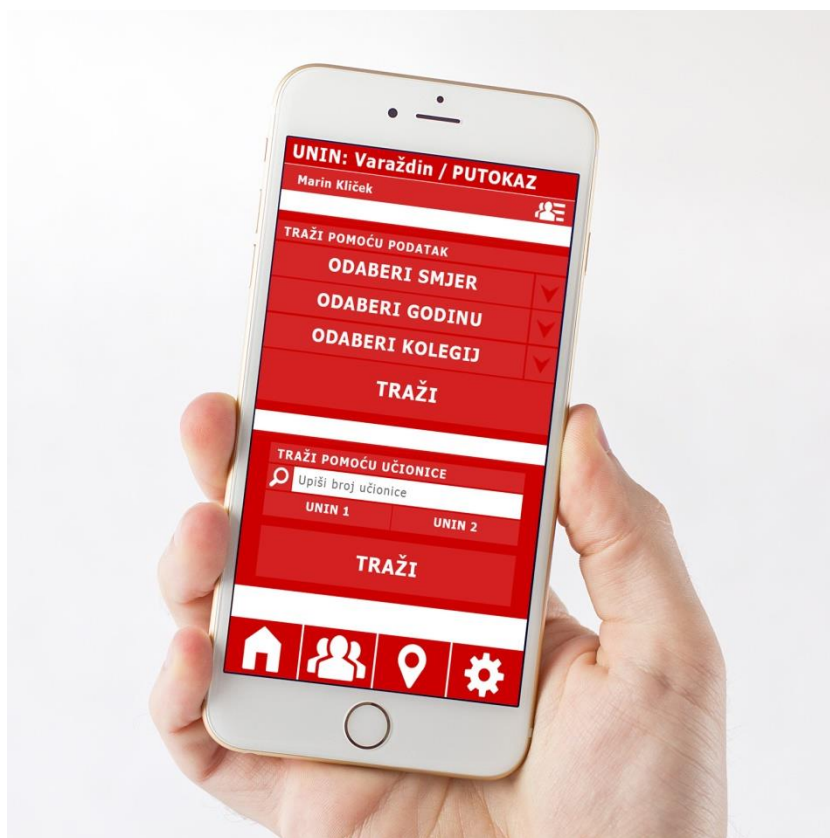 UNIN: Varaždin / PUTOKAZ
Marin Kliček
TRAŽI POMOĆU PODATAK
ODABERI SMJER
ODABERI GODINU
ODABERI KOLEGIJ
TRAŽI
TRAŽI POMOĆU UČIONICE
Upiši broj učionice
UNIN 1 UNIN 2
TRAŽI